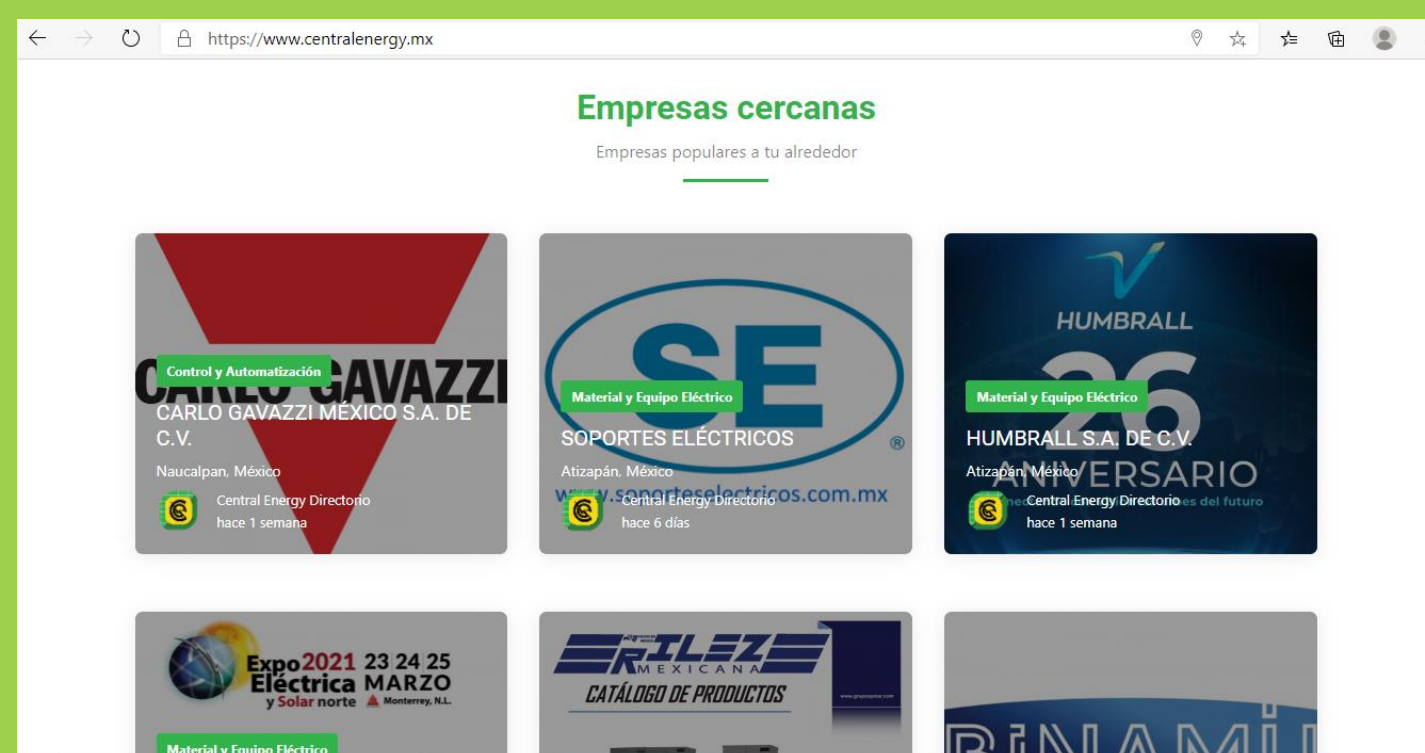 https://www.centralenergy.mx
Empresas cercanas
Empresas populares a tu alrededor
CARLO GAVAZZI
Control y Automatización
CARLO GAVAZZI MÉXICO S.A. DE
C.V.
Naucalpan, México
Central Energy Directorio
hace 1 semana
SE
®
Material y Equipo Eléctrico
SOPORTES ELÉCTRICOS
Atizapán, México
www.soporteselectricos.com.mx
Central Energy Directorio
hace 6 días
HUMBRALL
26
ANIVERSARIO
es del futuro
Material y Equipo Eléctrico
HUMBRALL S.A. DE C.V.
Atizapán, México
Central Energy Directorio
hace 1 semana
Expo 2021 23 24 25
Eléctrica MARZO
y Solar norte Monterrey, N.L.
Material y Equipo Eléctrico
RILEZ
MEXICANA
CATÁLOGO DE PRODUCTOS